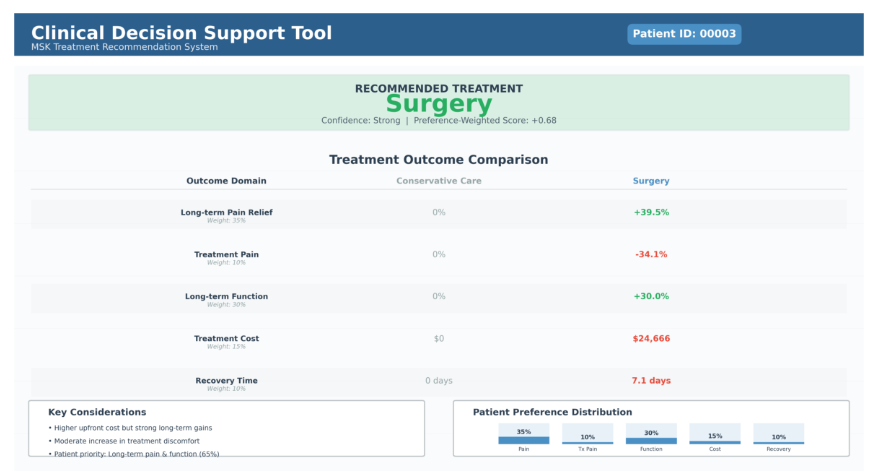 Clinical Decision Support Tool
MSK Treatment Recommendation System
Patient ID: 00003
RECOMMENDED TREATMENT
Surgery
Confidence: Strong | Preference-Weighted Score: +0.68
Treatment Outcome Comparison
Outcome Domain Conservative Care Surgery
Long-term Pain Relief 0% +39.5%
Weight: 35%
Treatment Pain 0% -34.1%
Weight: 10%
Long-term Function 0% +30.0%
Weight: 30%
Treatment Cost $0 $24,666
Weight: 15%
Recovery Time 0 days 7.1 days
Weight: 10%
Key Considerations
• Higher upfront cost but strong long-term gains
• Moderate increase in treatment discomfort
• Patient priority: Long-term pain & function (65%)
Patient Preference Distribution
35% 10% 30% 15% 10%
Pain Tx Pain Function Cost Recovery